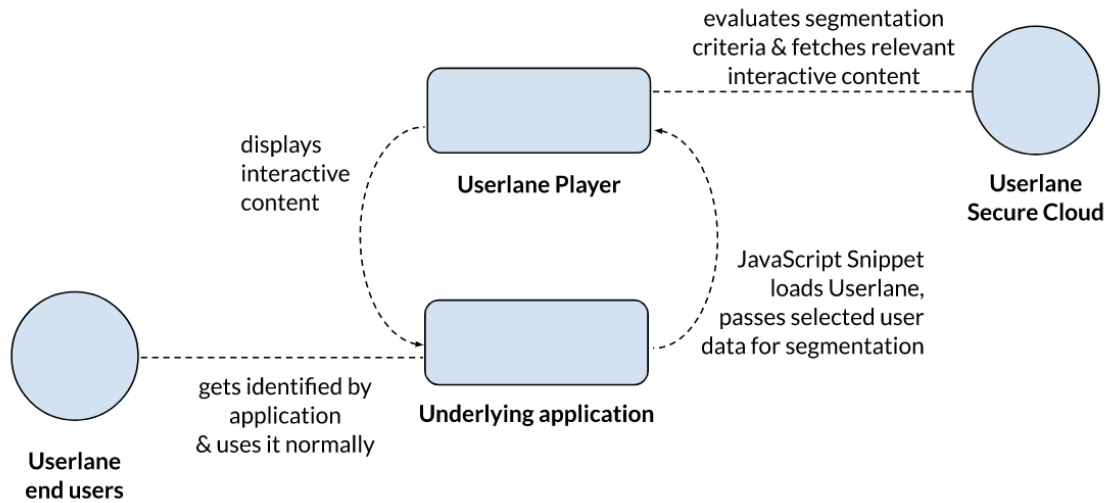 evaluates segmentation
criteria & fetches relevant
interactive content
displays
interactive
content
Userlane Player
Userlane
Secure Cloud
JavaScript Snippet
loads Userlane,
passes selected user
data for segmentation
gets identified by
application
& uses it normally
Underlying application
Userlane
end users